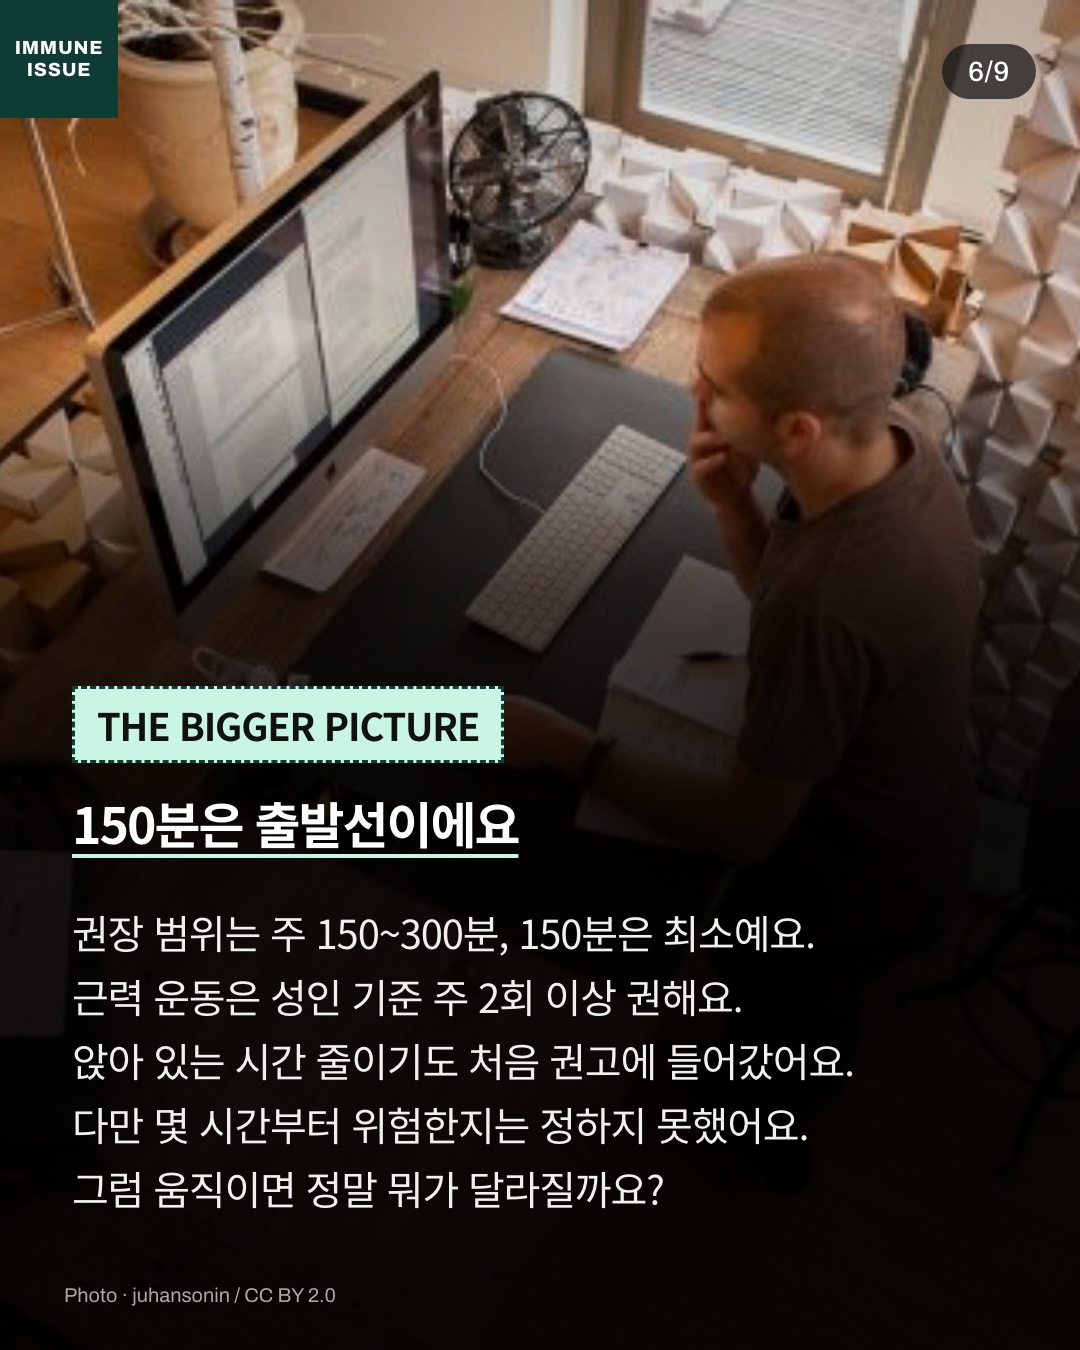 IMMUNE
ISSUE
6/9
THE BIGGER PICTURE
150분은 출발선이에요
권장 범위는 주 150~300분, 150분은 최소예요.
근력 운동은 성인 기준 주 2회 이상 권해요.
앉아 있는 시간 줄이기도 처음 권고에 들어갔어요.
다만 몇 시간부터 위험한지는 정하지 못했어요.
그럼 움직이면 정말 뭐가 달라질까요?
Photo · juhansonin / CC BY 2.0